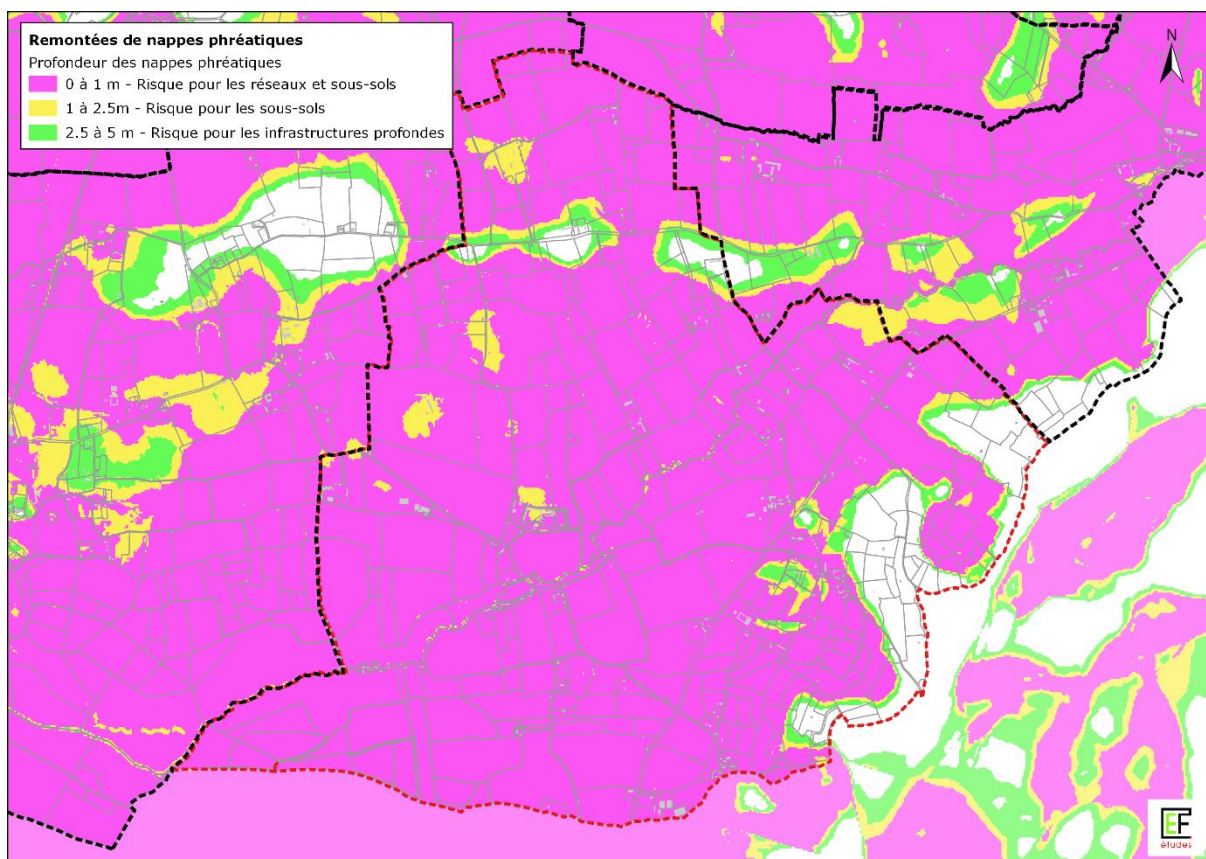 Remontées de nappes phréatiques
Profondeur des nappes phréatiques
0 à 1 m - Risque pour les réseaux et sous-sols
1 à 2.5m - Risque pour les sous-sols
2.5 à 5 m - Risque pour les infrastructures profondes
N
EF
études